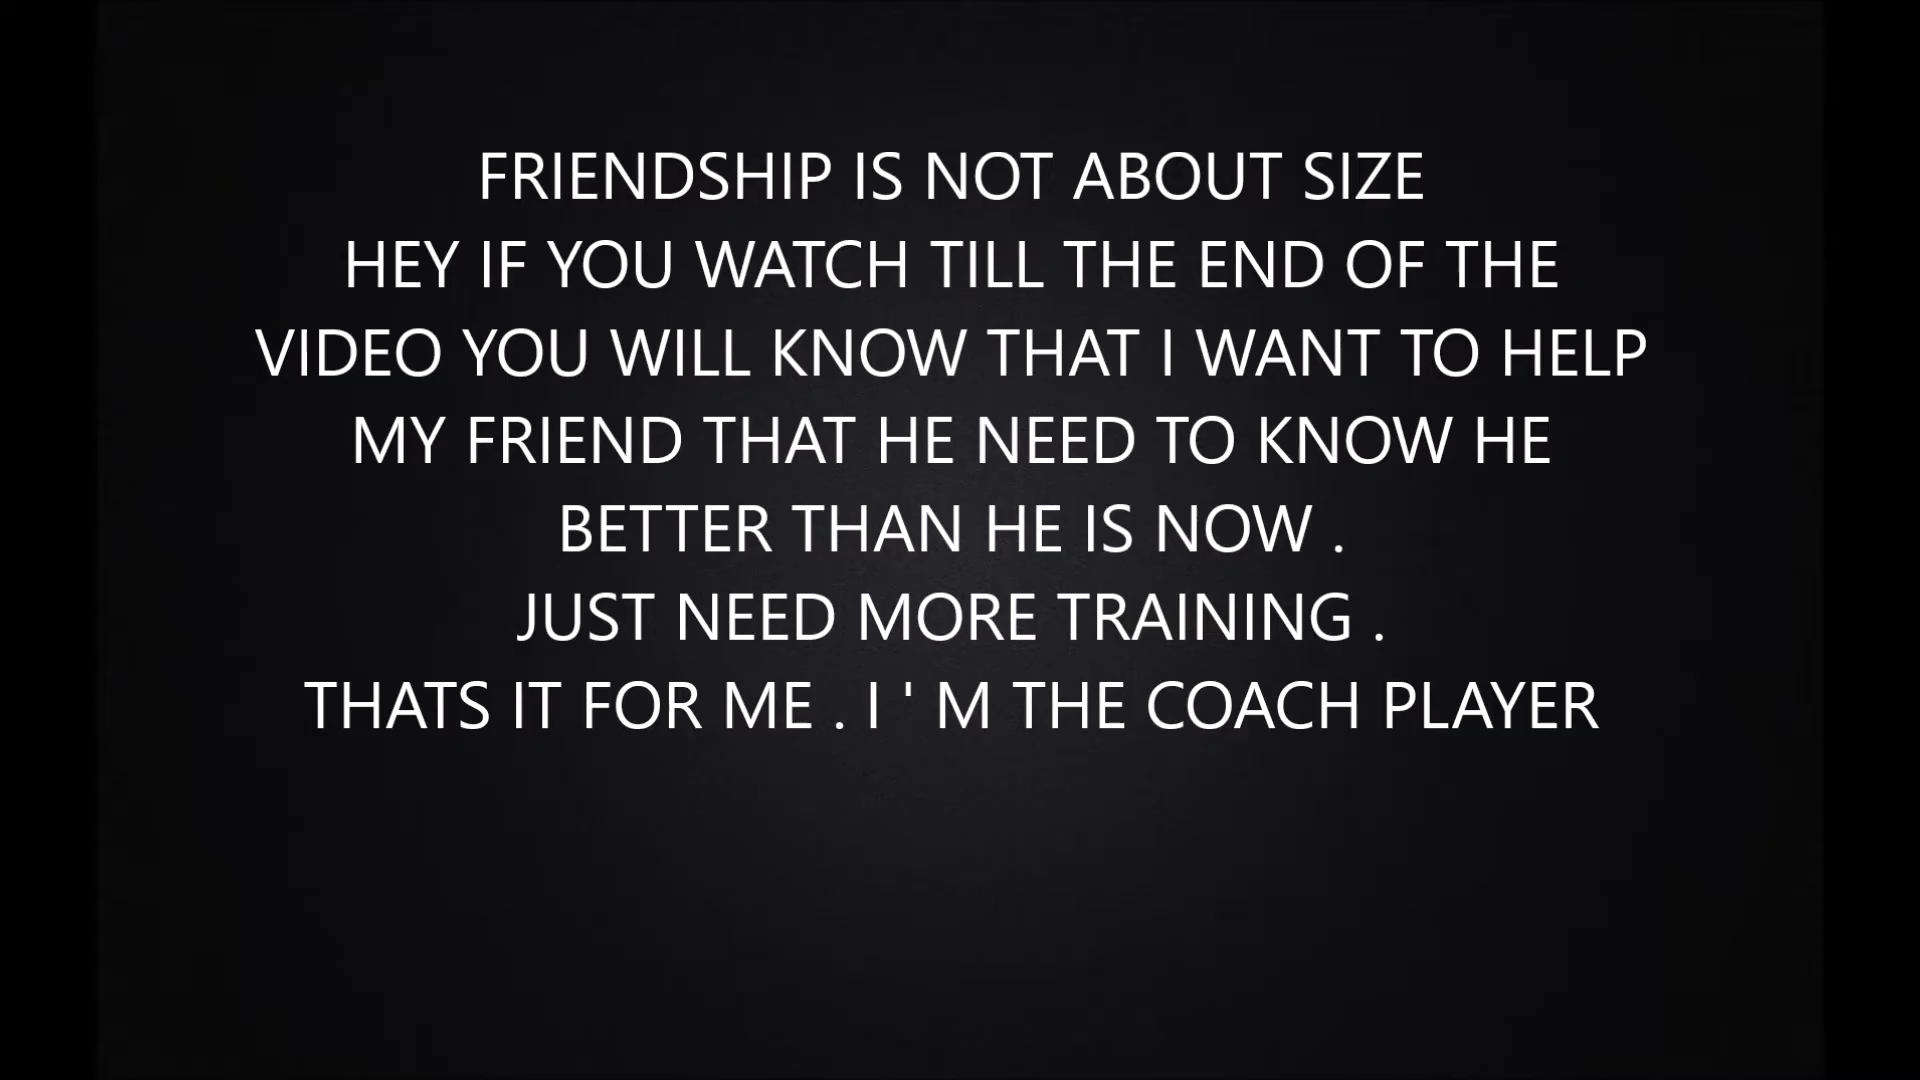 FRIENDSHIP IS NOT ABOUT SIZE
HEY IF YOU WATCH TILL THE END OF THE
VIDEO YOU WILL KNOW THAT I WANT TO HELP
MY FRIEND THAT HE NEED TO KNOW HE
BETTER THAN HE IS NOW .
JUST NEED MORE TRAINING .
THATS IT FOR ME . I ' M THE COACH PLAYER